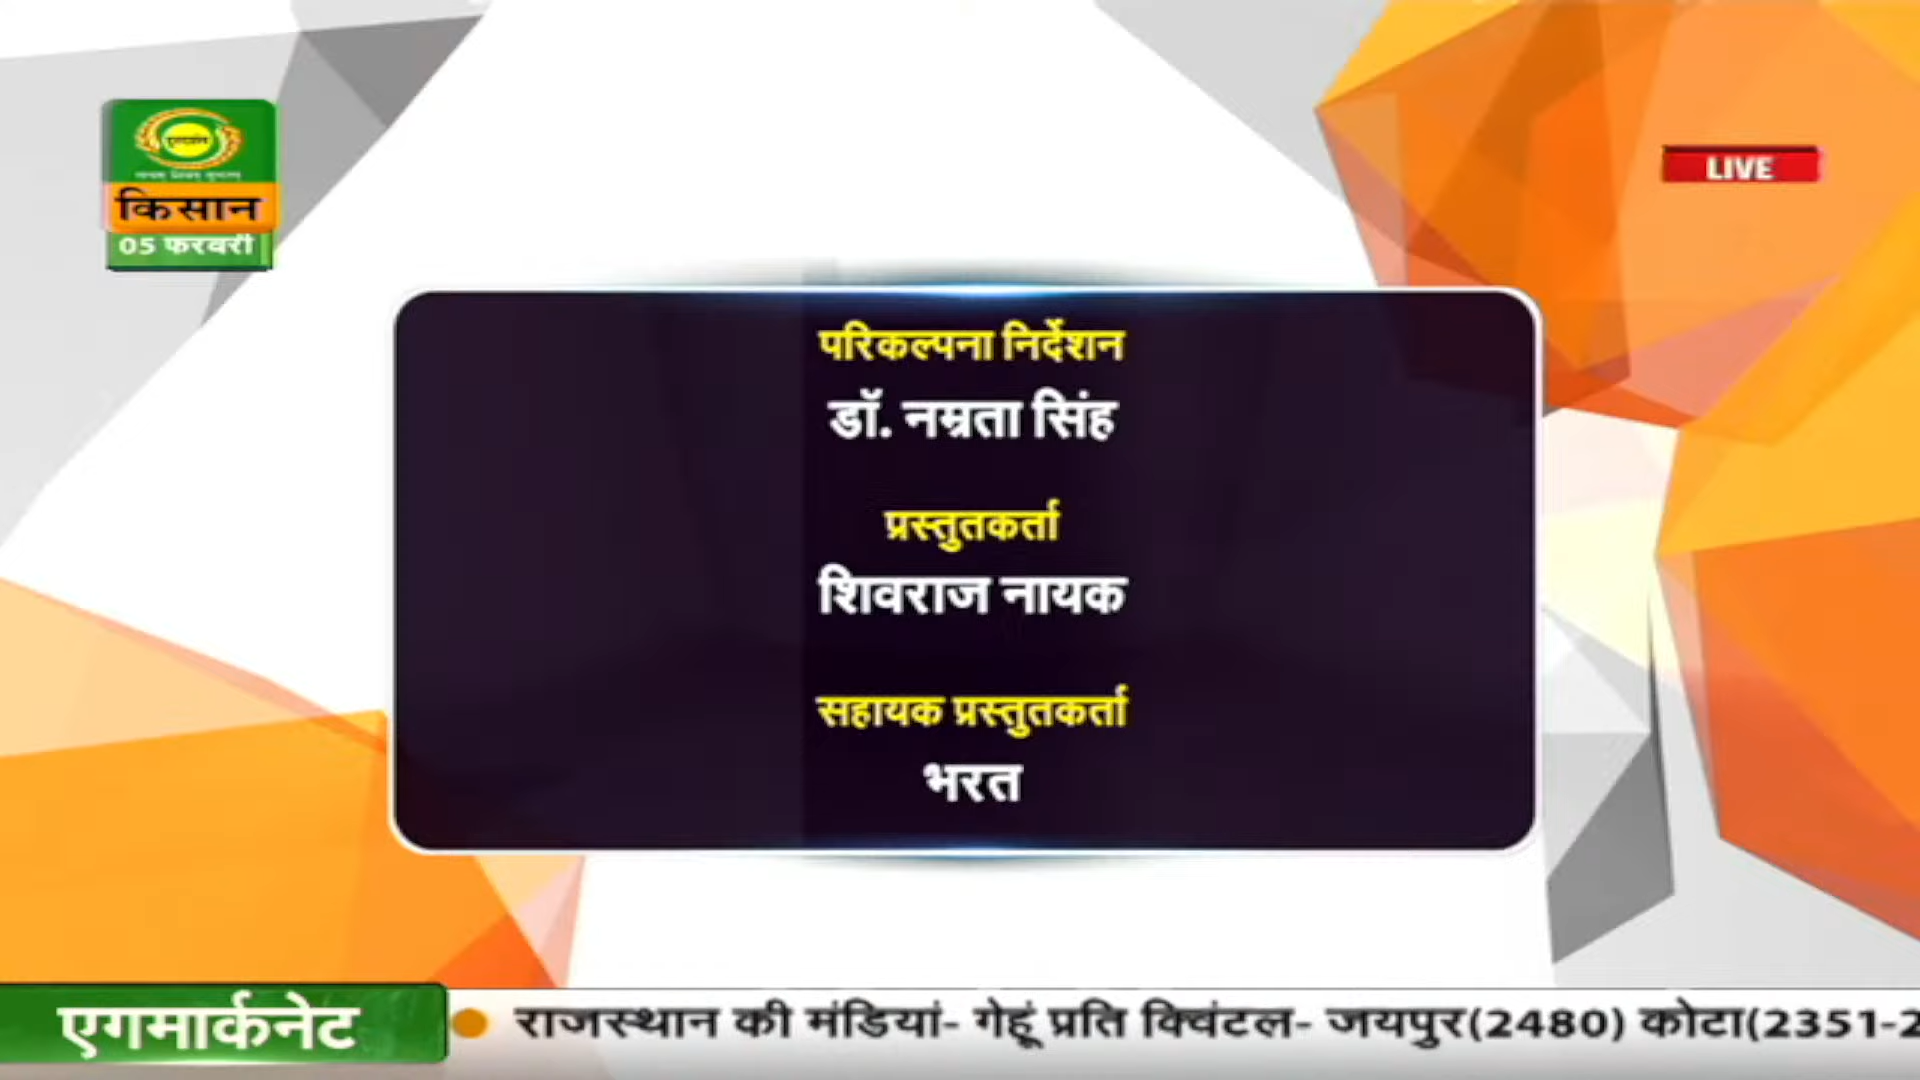 किसान
05 फरवरी
LIVE
परिकल्पना निर्देशन
डॉ. नम्रता सिंह
प्रस्तुतकर्ता
शिवराज नायक
सहायक प्रस्तुतकर्ता
भरत
एगमार्कनेट
राजस्थान की मंडियां- गेहूं प्रति क्विंटल- जयपुर(2480) कोटा(2351-2